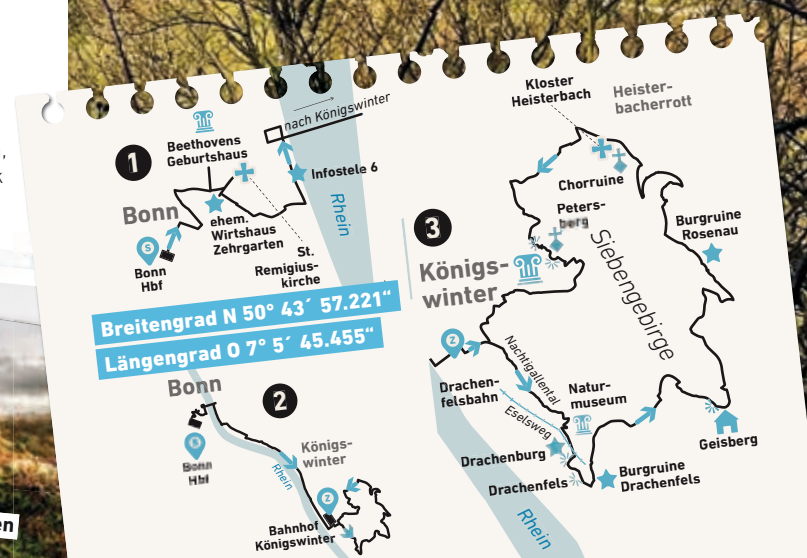 1
Beethovens
Geburtshaus
nach Königswinter
Infostele 6
Rhein
Bonn
S
Bonn
Hbf
ehem.
Wirtshaus
Zehrgarten
St.
Remigius-
kirche
Breitengrad N 50° 43´ 57.221“
Längengrad O 7° 5´ 45.455“
Bonn
2
Bonn
Hbf
Königs-
winter
Rhein
Z
Bahnhof
Königswinter
3
Kloster
Heisterbach
Heister-
bacherrott
Chorruine
Peters-
berg
Burgruine
Rosenau
Siebengebirge
Königs-
winter
Z
Nachtigallental
Drachen-
felsbahn
Eselsweg
Natur-
museum
Geisberg
Drachenburg
Burgruine
Drachenfels
Drachenfels
Rhein
en